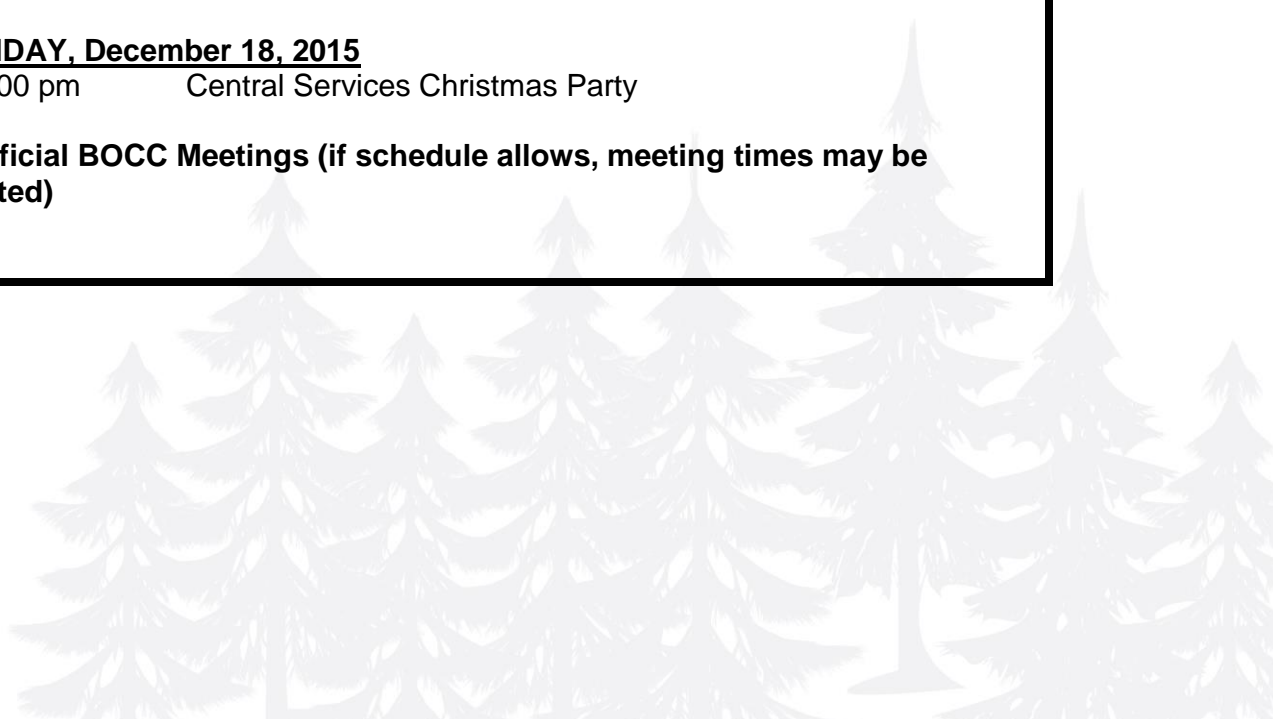 IDAY, December 18, 2015
00 pm Central Services Christmas Party
ficial BOCC Meetings (if schedule allows, meeting times may be
ted)